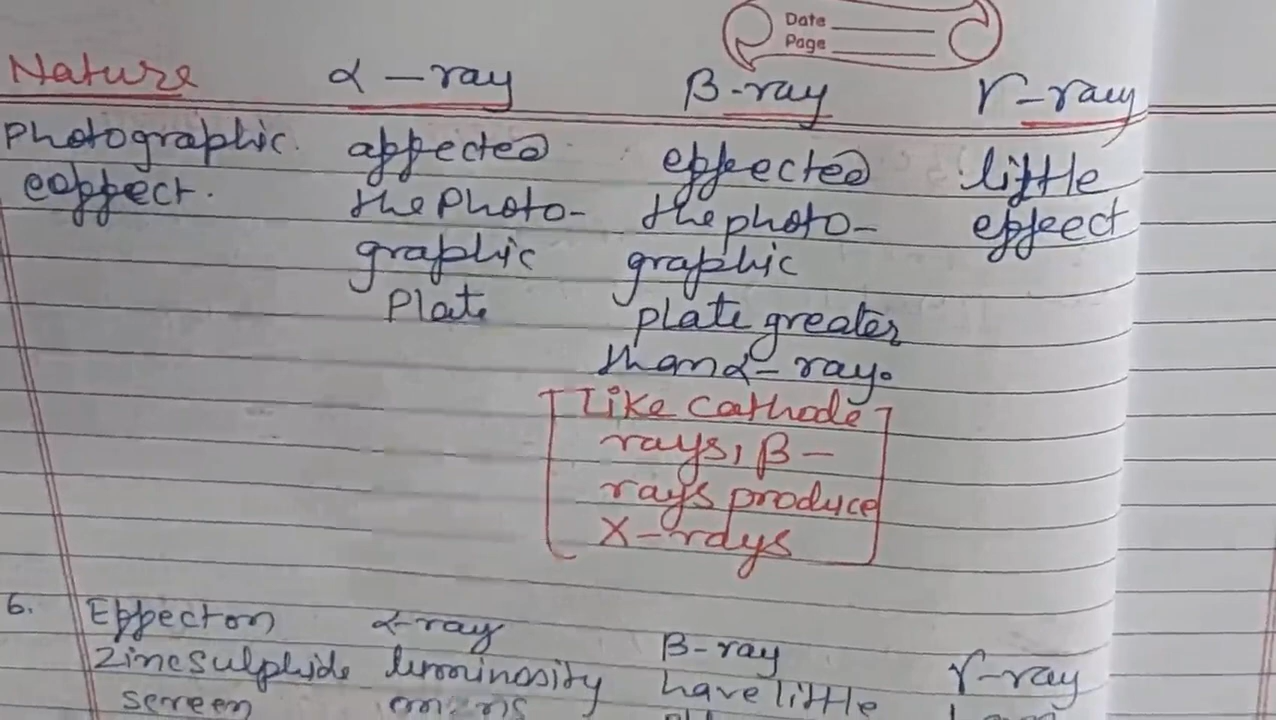 Date
Page
Nature α-ray β-ray γ-ray
Photographic affected effected little
eaffect. the Photo- the photo- effect
graphic graphic
Plate plate greater
than α-ray.
Like cathode
rays, β-
rays produce
X-rays
6. Effect on α-ray β-ray γ-ray
Zinc sulphide luminosity have little
screen